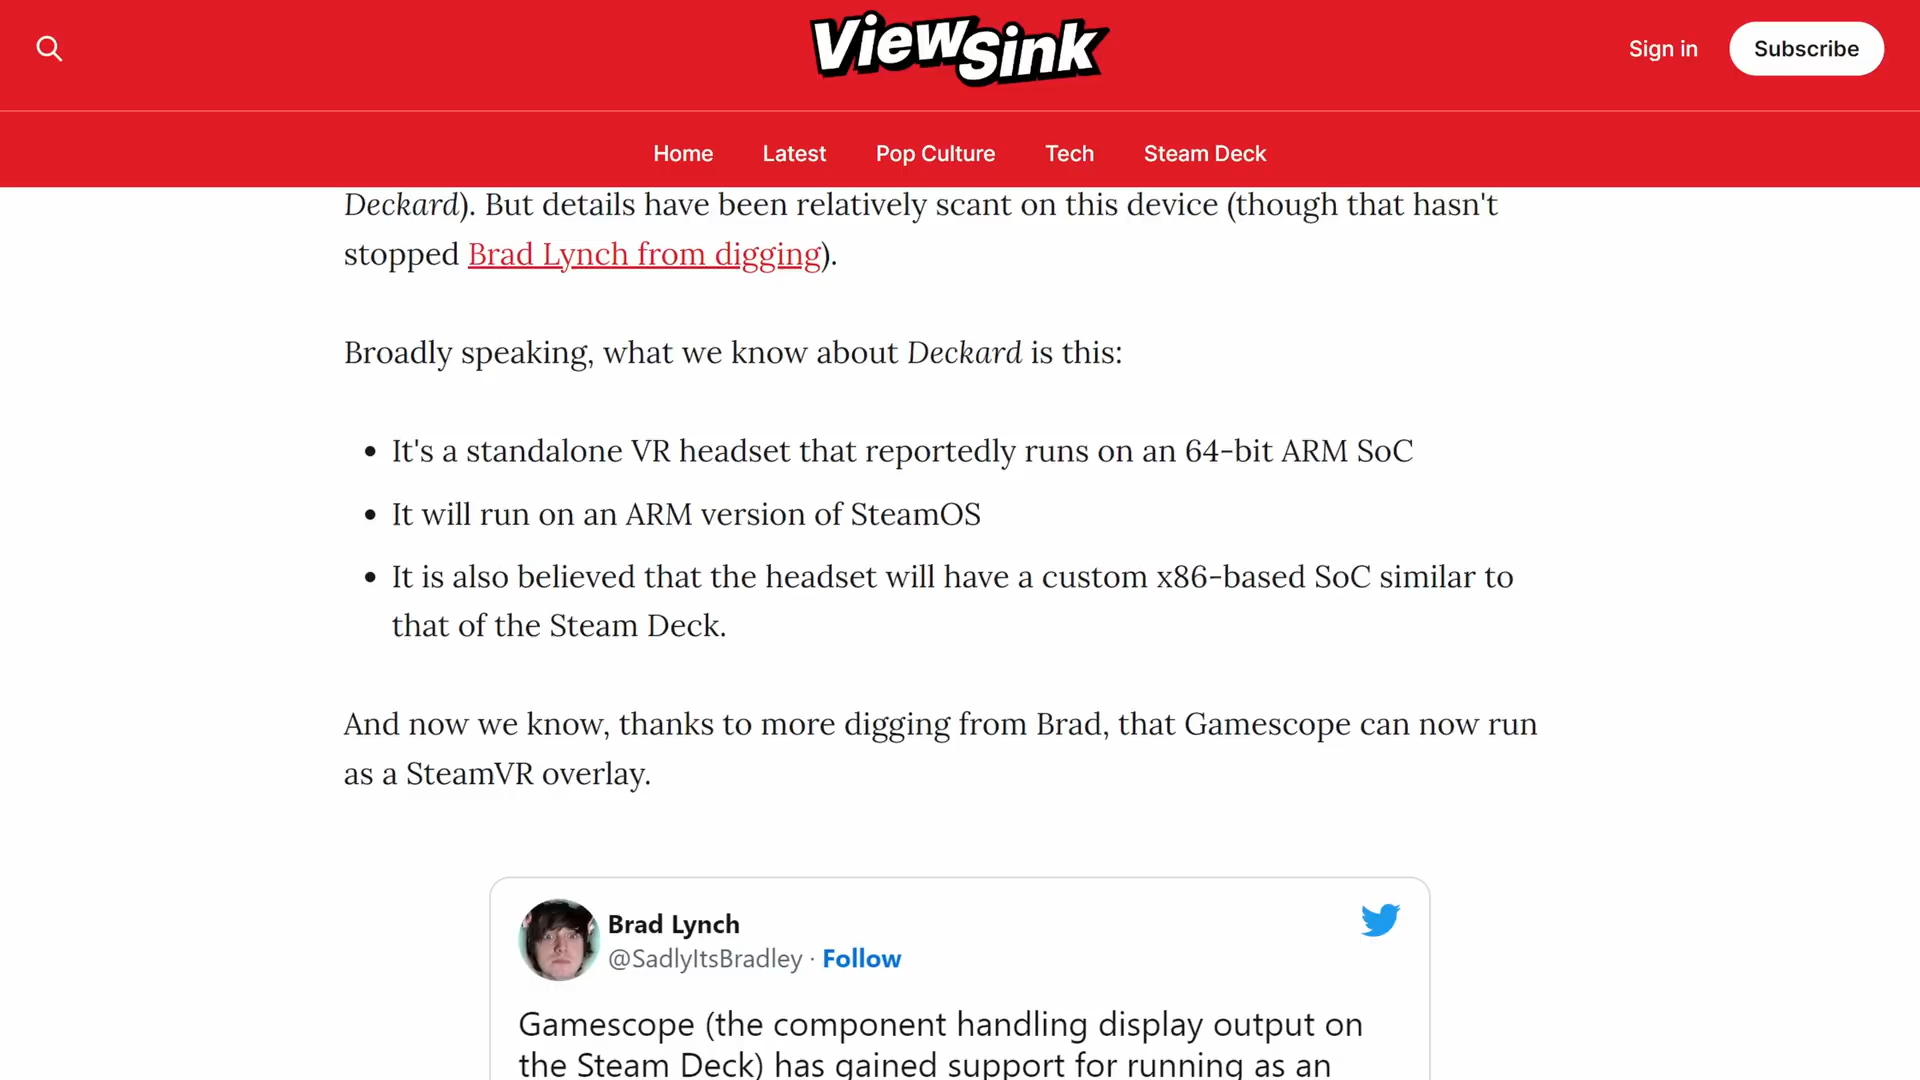 ViewSink
Sign in
Subscribe
Home
Latest
Pop Culture
Tech
Steam Deck
Deckard). But details have been relatively scant on this device (though that hasn't
stopped Brad Lynch from digging).
Broadly speaking, what we know about Deckard is this:
• It's a standalone VR headset that reportedly runs on an 64-bit ARM SoC
• It will run on an ARM version of SteamOS
• It is also believed that the headset will have a custom x86-based SoC similar to
that of the Steam Deck.
And now we know, thanks to more digging from Brad, that Gamescope can now run
as a SteamVR overlay.
Brad Lynch
@SadlyItsBradley · Follow
Gamescope (the component handling display output on
the Steam Deck) has gained support for running as an